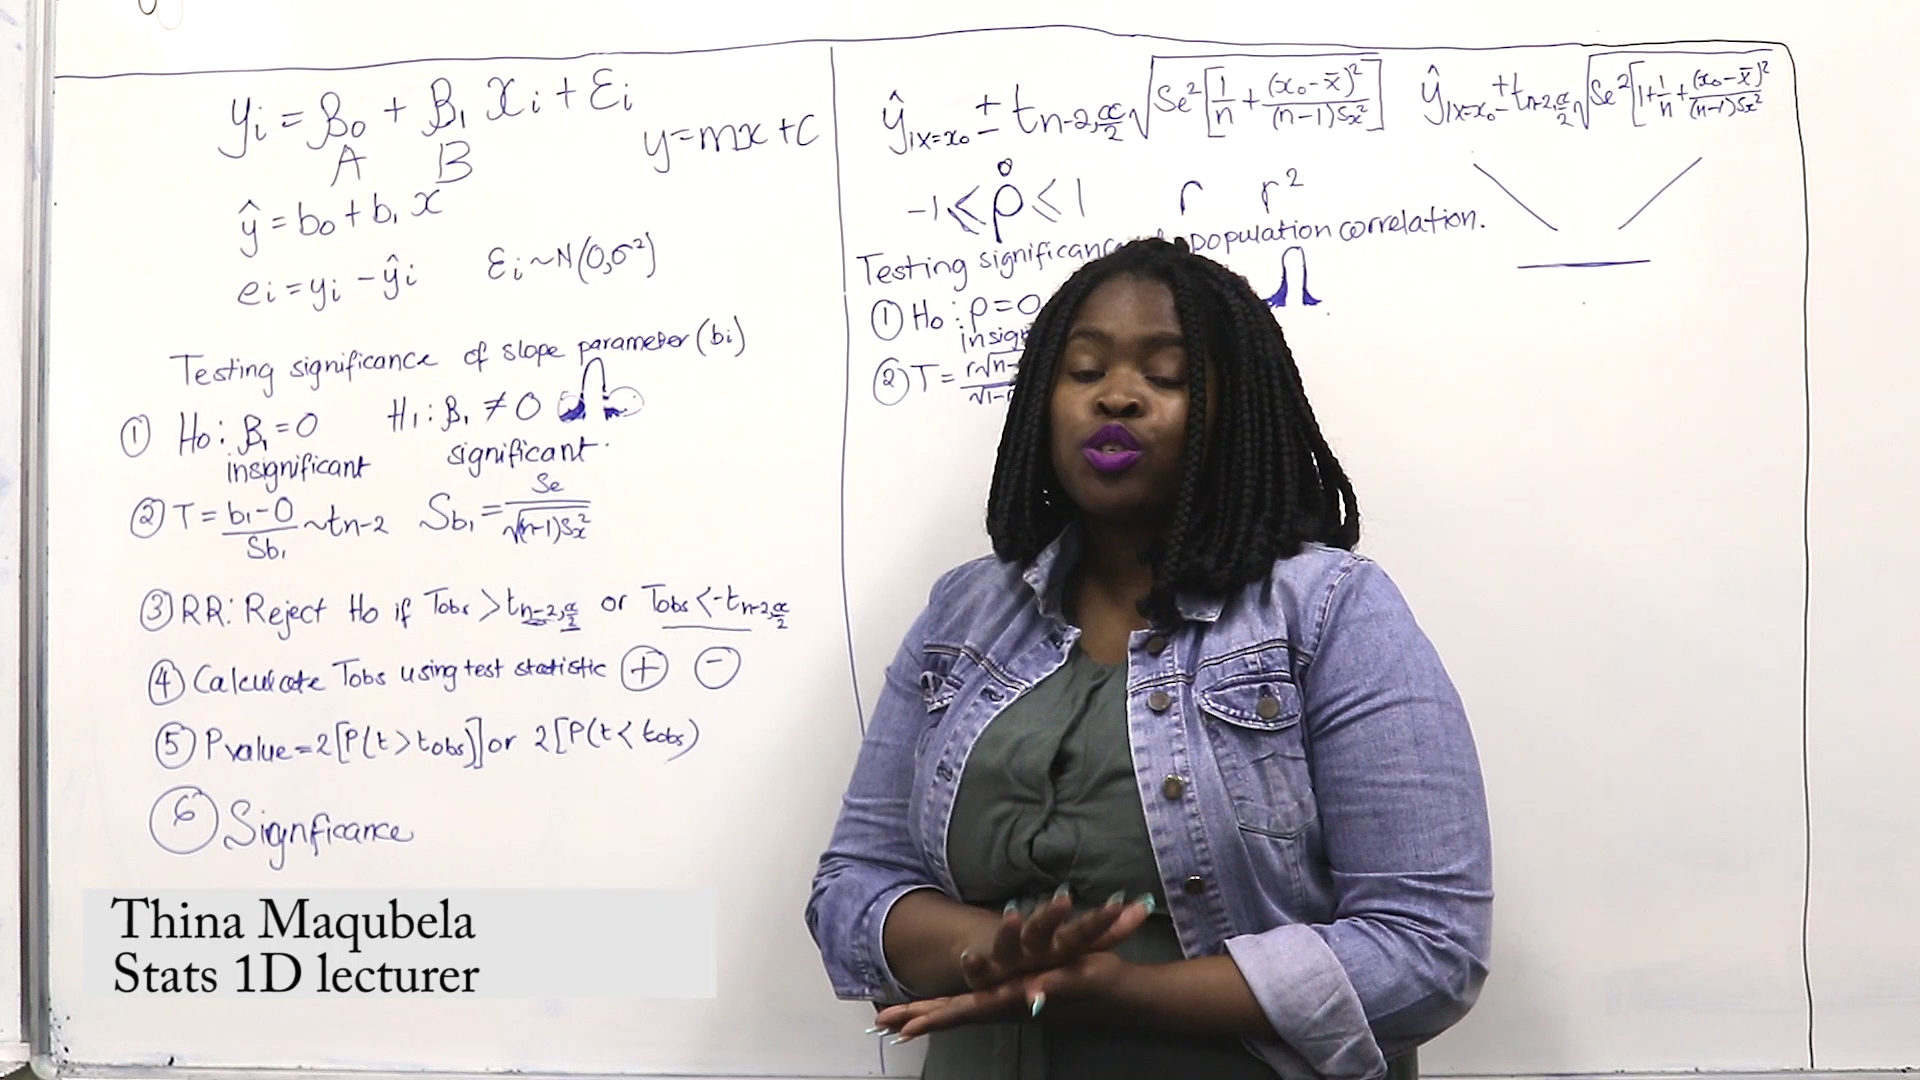 yᵢ = β₀ + β₁ xᵢ + εᵢ
A B
y = mx + c
ŷ = b₀ + b₁ x
eᵢ = yᵢ - ŷᵢ εᵢ ~ N(0,σ²)
Testing significance of slope parameter (bᵢ)
① H₀: β₁ = 0 H₁: β₁ ≠ 0
insignificant significant.
② T = (b₁-0)/Sb₁ ~ tn-2 Sb₁ = Se/√(n-1)Sx²
③ RR: Reject Ho if Tobs > tn-2,α/2 or Tobs < -tn-2,α/2
④ Calculate Tobs using test statistic + -
⑤ Pvalue = 2[P(t > tobs)] or 2[P(t < tobs)
⑥ Signficance
ŷ|x=x₀ ± tn-2,α/2 √Se²[1/n + (x₀-x̄)²/(n-1)Sx²]
ŷ|x=x₀ ± tn-2,α/2 √Se²[1+1/n+(x₀-x̄)²/(n-1)Sx²
0
-1 ≤ ρ ≤ 1 r r²
Testing population correlation.
① H₀: ρ = 0
② T =
Thina Maqubela
Stats 1D lecturer